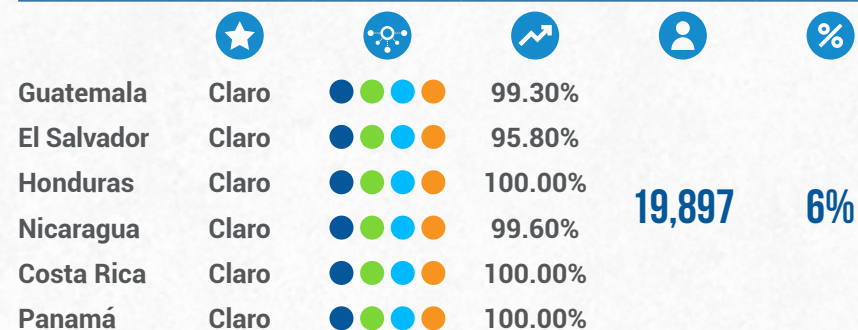 Guatemala Claro 99.30%
El Salvador Claro 95.80%
Honduras Claro 100.00%
19,897 6%
Nicaragua Claro 99.60%
Costa Rica Claro 100.00%
Panamá Claro 100.00%